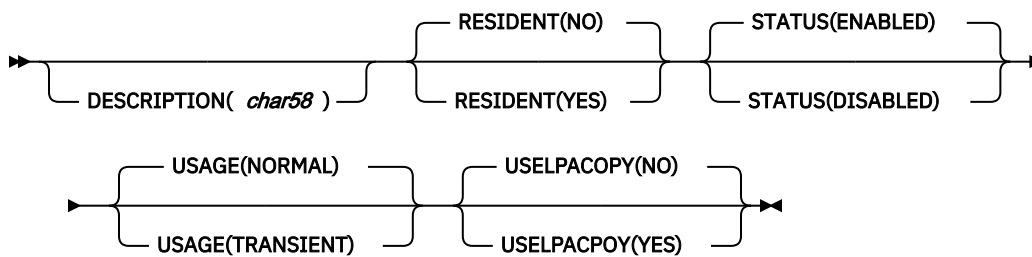 RESIDENT(NO) STATUS(ENABLED)
DESCRIPTION( char58 ) RESIDENT(YES) STATUS(DISABLED)
USAGE(NORMAL) USELPACOPY(NO)
USAGE(TRANSIENT) USELPACPOY(YES)